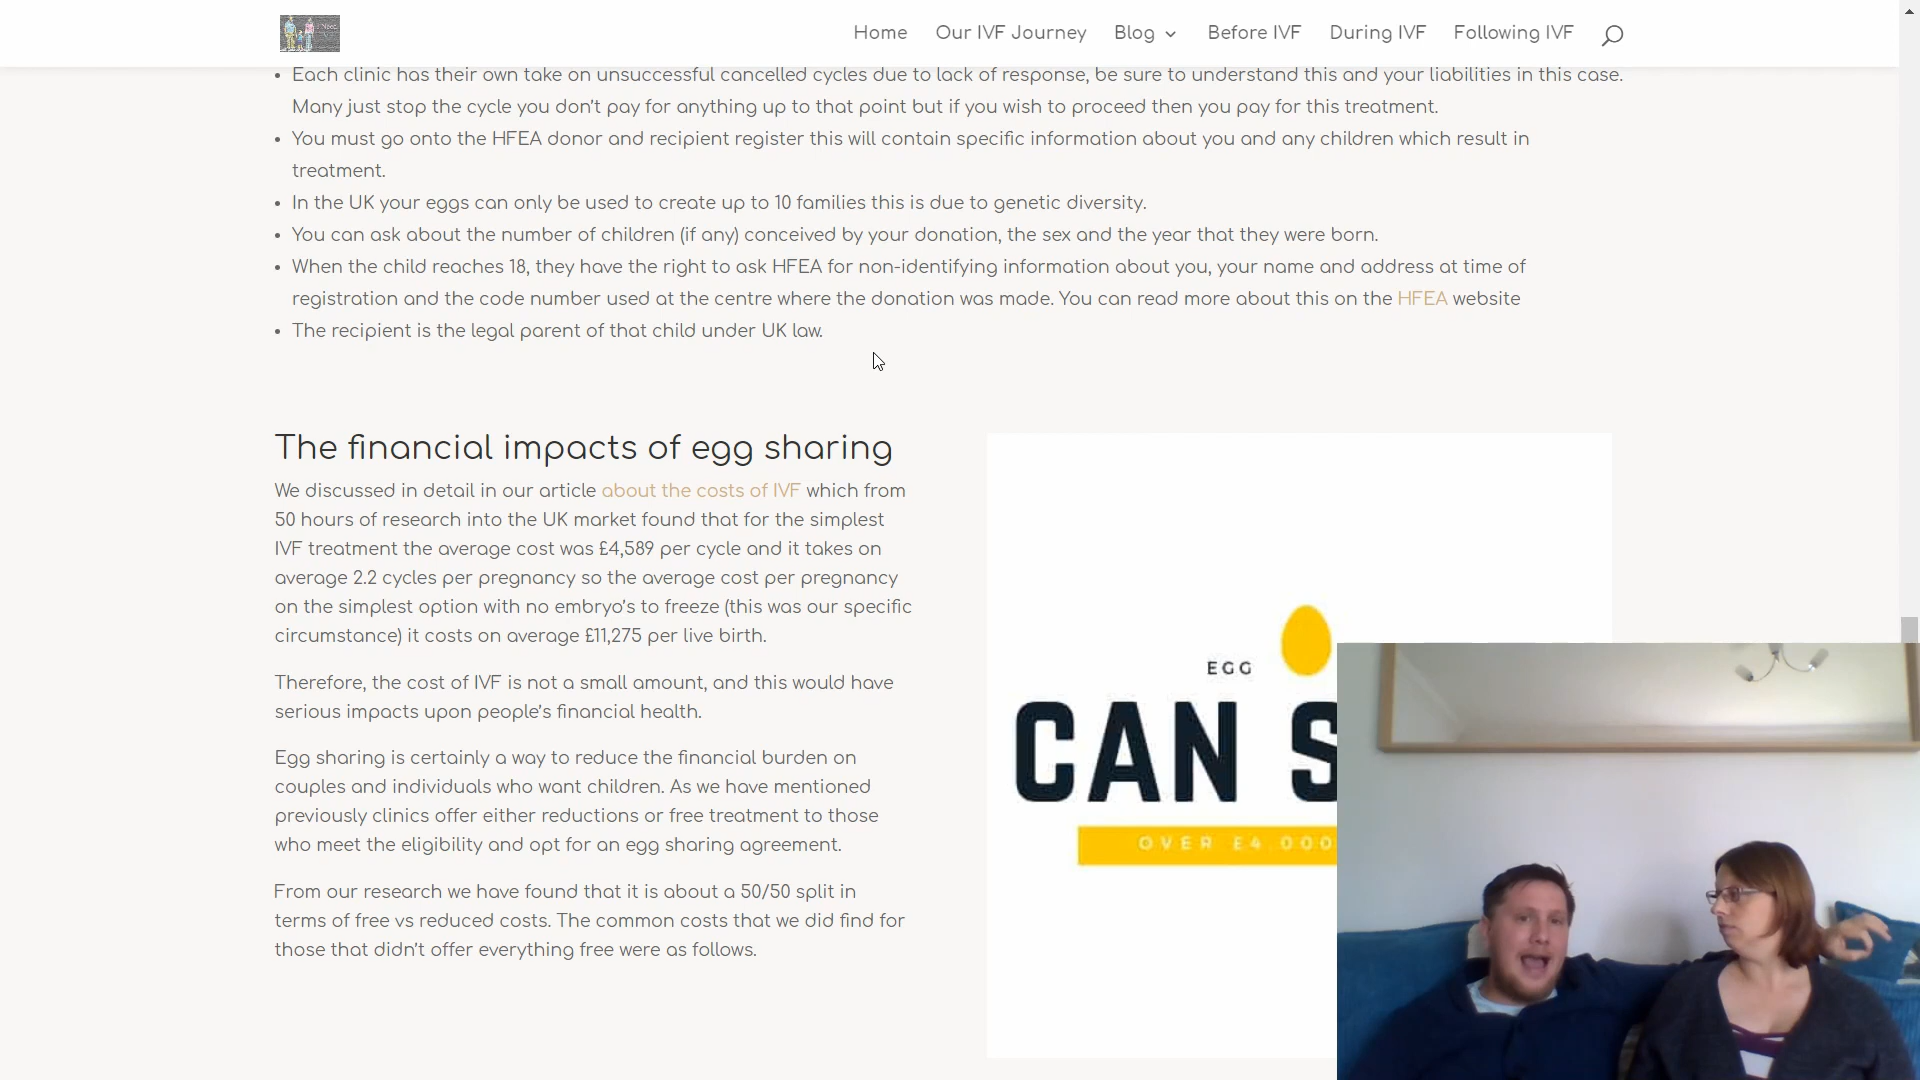 Home
Our IVF Journey
Blog
Before IVF
During IVF
Following IVF
Each clinic has their own take on unsuccessful cancelled cycles due to lack of response, be sure to understand this and your liabilities in this case.
Many just stop the cycle you don't pay for anything up to that point but if you wish to proceed then you pay for this treatment.
You must go onto the HFEA donor and recipient register this will contain specific information about you and any children which result in
treatment.
In the UK your eggs can only be used to create up to 10 families this is due to genetic diversity.
You can ask about the number of children (if any) conceived by your donation, the sex and the year that they were born.
When the child reaches 18, they have the right to ask HFEA for non-identifying information about you, your name and address at time of
registration and the code number used at the centre where the donation was made. You can read more about this on the HFEA website
The recipient is the legal parent of that child under UK law.
The financial impacts of egg sharing
We discussed in detail in our article about the costs of IVF which from
50 hours of research into the UK market found that for the simplest
IVF treatment the average cost was £4,589 per cycle and it takes on
average 2.2 cycles per pregnancy so the average cost per pregnancy
on the simplest option with no embryo's to freeze (this was our specific
circumstance) it costs on average £11,275 per live birth.
Therefore, the cost of IVF is not a small amount, and this would have
serious impacts upon people's financial health.
Egg sharing is certainly a way to reduce the financial burden on
couples and individuals who want children. As we have mentioned
previously clinics offer either reductions or free treatment to those
who meet the eligibility and opt for an egg sharing agreement.
From our research we have found that it is about a 50/50 split in
terms of free vs reduced costs. The common costs that we did find for
those that didn't offer everything free were as follows.
EGG
CAN S
OVER £4,000